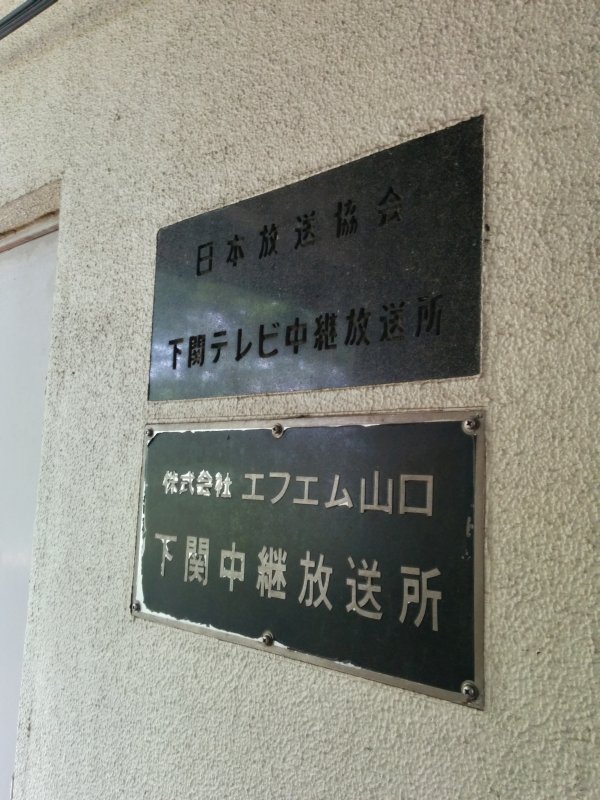 日本放送協会
下関テレビ中継放送所
株式会社 エフエム山口
下関中継放送所